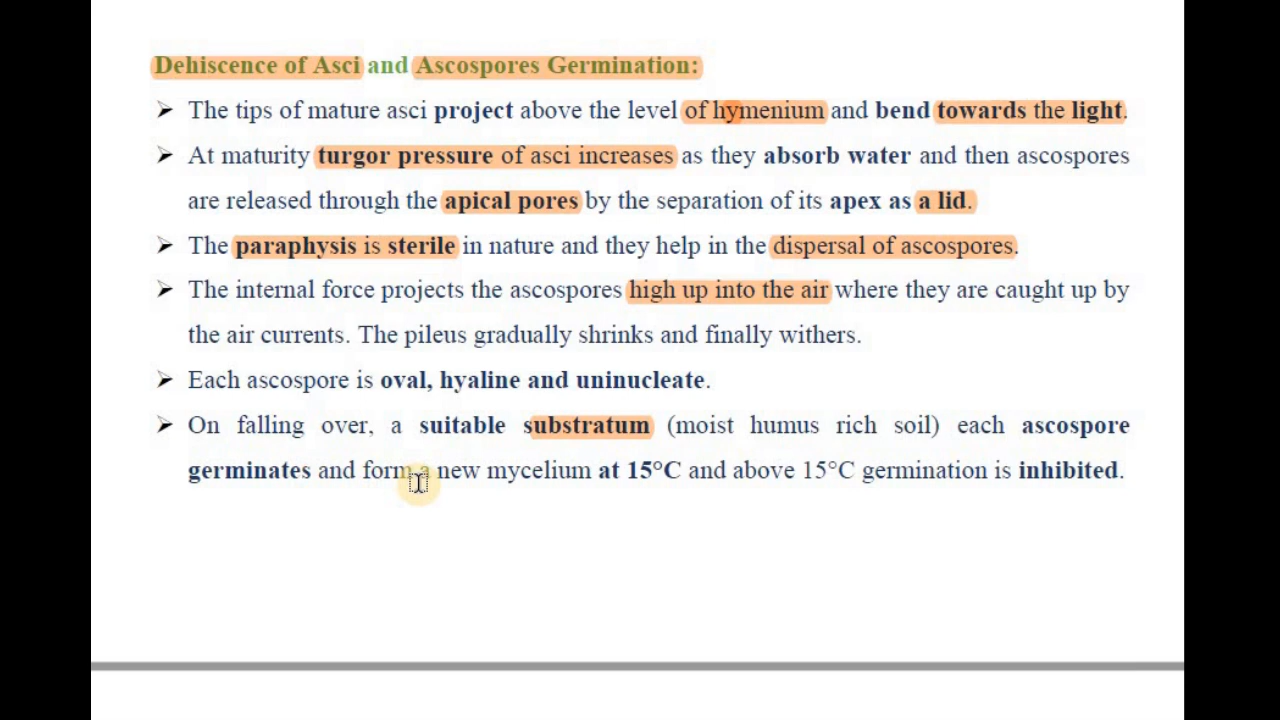 Dehiscence of Asci and Ascospores Germination:
➢ The tips of mature asci project above the level of hymenium and bend towards the light.
➢ At maturity turgor pressure of asci increases as they absorb water and then ascospores
are released through the apical pores by the separation of its apex as a lid.
➢ The paraphysis is sterile in nature and they help in the dispersal of ascospores.
➢ The internal force projects the ascospores high up into the air where they are caught up by
the air currents. The pileus gradually shrinks and finally withers.
➢ Each ascospore is oval, hyaline and uninucleate.
➢ On falling over, a suitable substratum (moist humus rich soil) each ascospore
germinates and form a new mycelium at 15°C and above 15°C germination is inhibited.